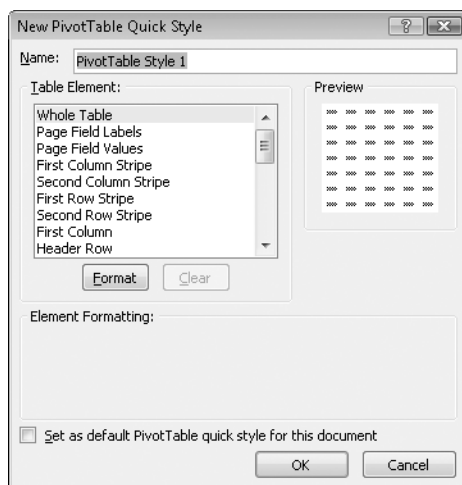 New PivotTable Quick Style
Name: PivotTable Style 1
Table Element:
Preview
Whole Table
Page Field Labels
Page Field Values
First Column Stripe
Second Column Stripe
First Row Stripe
Second Row Stripe
First Column
Header Row
Format Clear
Element Formatting:
Set as default PivotTable quick style for this document
OK Cancel